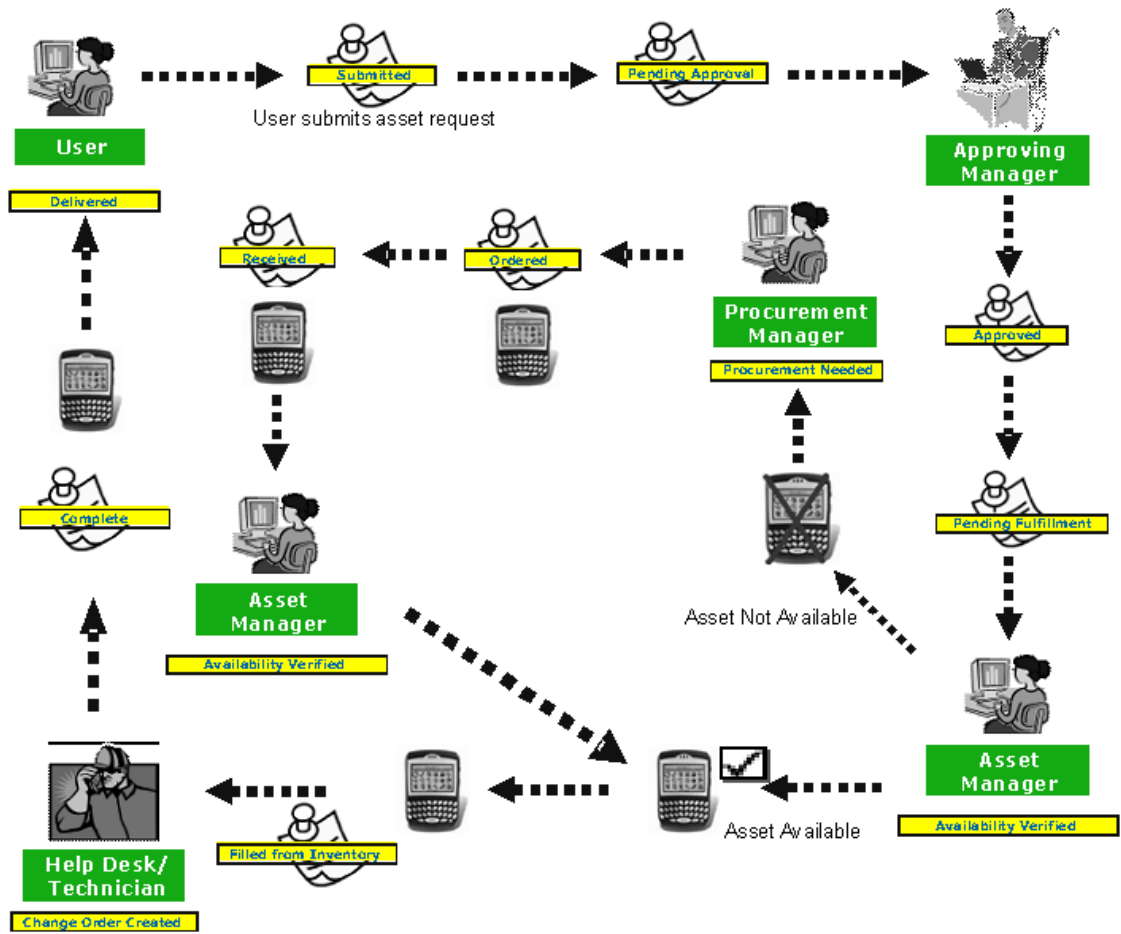 Submitted
Pending Approval
User submits asset request
User
Approving
Manager
Delivered
Received
Ordered
Procurement
Manager
Approved
Procurement Needed
Complete
Pending Fulfillment
Asset
Manager
Asset Not Available
Availability Verified
Asset
Manager
Asset Available
Availability Verified
Filled from Inventory
Help Desk/
Technician
Change Order Created